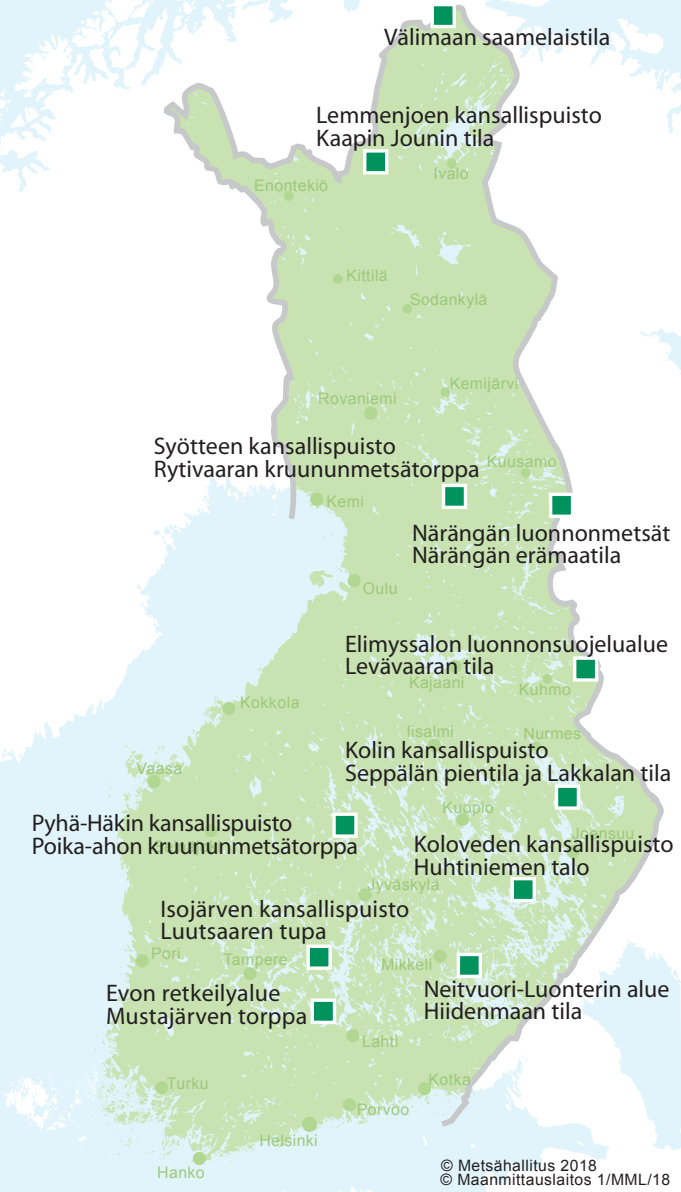 Välimaan saamelaistila
Lemmenjoen kansallispuisto
Kaapin Jounin tila
Ivalo
Enontekiö
Kittilä
Sodankylä
Kemijärvi
Rovaniemi
Syötteen kansallispuisto
Rytivaaran kruununmetsätorppa
Kuusamo
Kemi
Närängän luonnonmetsät
Närängän erämaatila
Oulu
Elimyssalon luonnonsuojelualue
Levävaaran tila
Kajaani
Kuhmo
Kokkola
Iisalmi
Nurmes
Kolin kansallispuisto
Seppälän pientila ja Lakkalan tila
Vaasa
Kuopio
Pyhä-Häkin kansallispuisto
Poika-ahon kruununmetsätorppa
Joensuu
Koloveden kansallispuisto
Huhtiniemen talo
Jyväskylä
Isojärven kansallispuisto
Luutsaaren tupa
Pori
Tampere
Mikkeli
Neitvuori-Luonterin alue
Hiidenmaan tila
Evon retkeilyalue
Mustajärven torppa
Lahti
Turku
Kotka
Porvoo
Helsinki
Hanko
© Metsähallitus 2018
© Maanmittauslaitos 1/MML/18